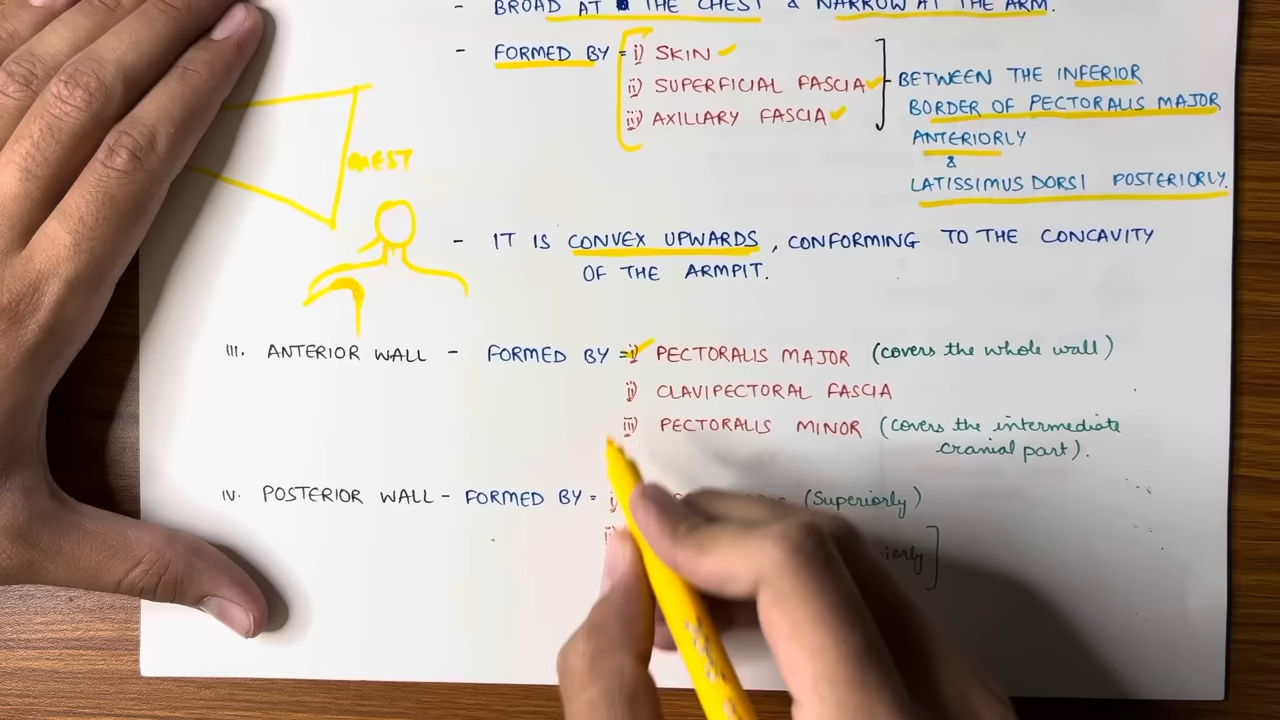 - BROAD AT THE CHEST & NARROW AT THE ARM.
- FORMED BY = i) SKIN
ii) SUPERFICIAL FASCIA
iii) AXILLARY FASCIA
BETWEEN THE INFERIOR
BORDER OF PECTORALIS MAJOR
ANTERIORLY
&
LATISSIMUS DORSI POSTERIORLY.
CHEST
- IT IS CONVEX UPWARDS, CONFORMING TO THE CONCAVITY
OF THE ARMPIT.
III. ANTERIOR WALL - FORMED BY = i) PECTORALIS MAJOR (covers the whole wall)
ii) CLAVIPECTORAL FASCIA
iii) PECTORALIS MINOR (covers the intermediate
cranial part).
IV. POSTERIOR WALL - FORMED BY = i) (Superiorly)
ii)